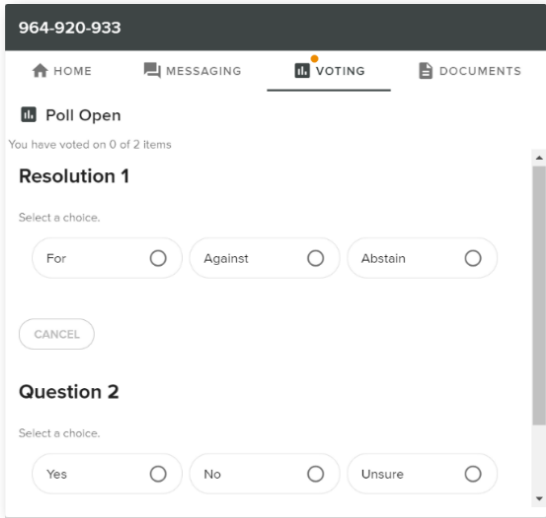 964-920-933
HOME MESSAGING VOTING DOCUMENTS
Poll Open
You have voted on 0 of 2 items
Resolution 1
Select a choice.
For Against Abstain
CANCEL
Question 2
Select a choice.
Yes No Unsure